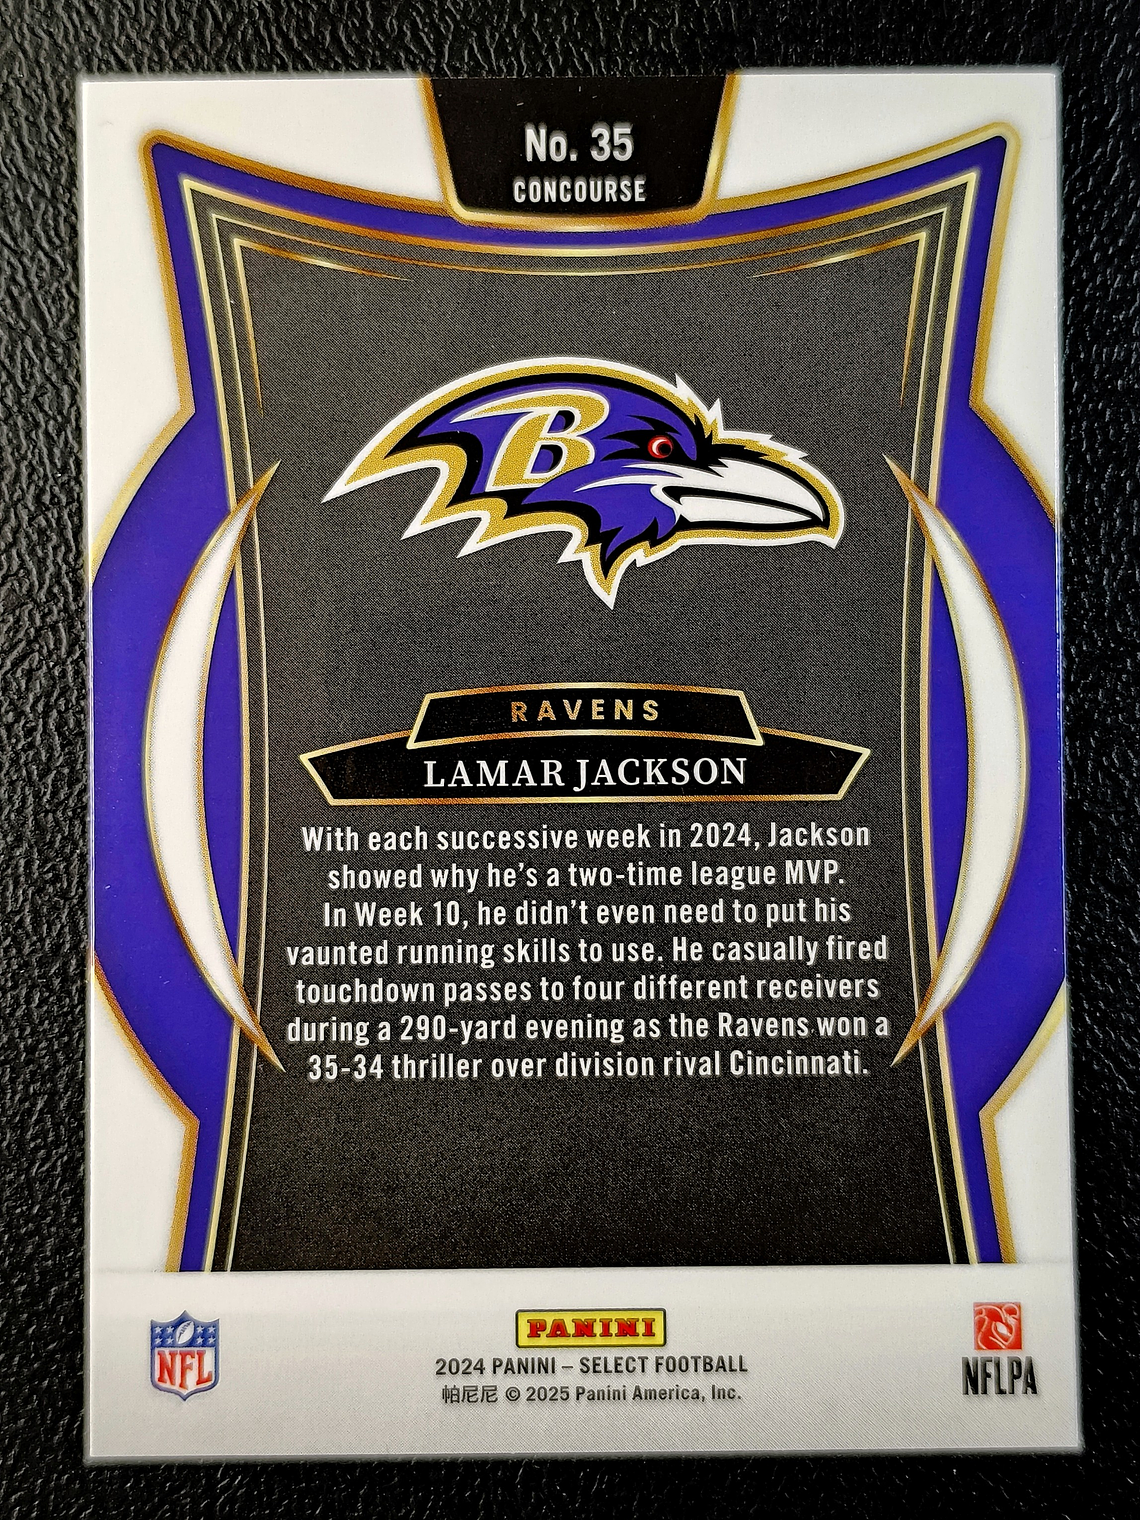 No. 35
CONCOURSE
B
RAVENS
LAMAR JACKSON
With each successive week in 2024, Jackson
showed why he's a two-time league MVP.
In Week 10, he didn't even need to put his
vaunted running skills to use. He casually fired
touchdown passes to four different receivers
during a 290-yard evening as the Ravens won a
35-34 thriller over division rival Cincinnati.
NFL
PANINI
2024 PANINI – SELECT FOOTBALL
帕尼尼 © 2025 Panini America, Inc.
NFLPA